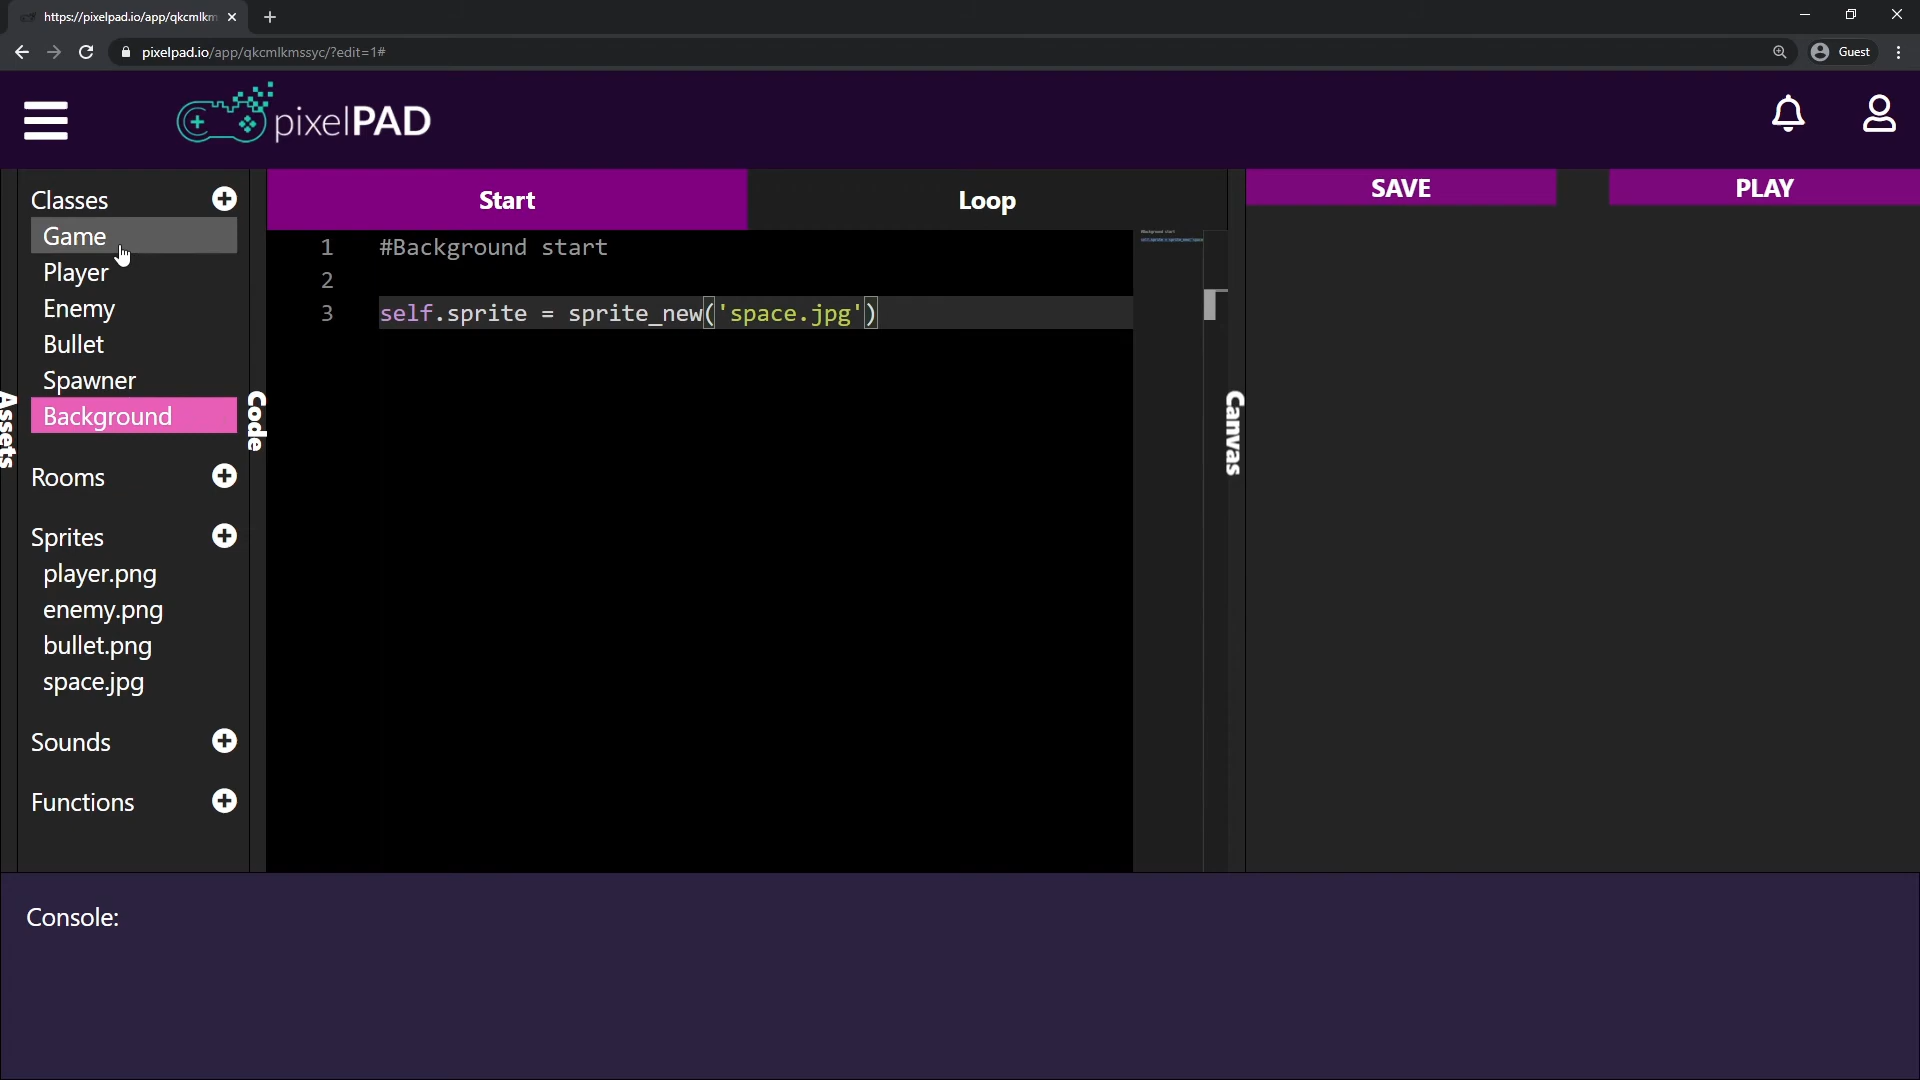 https://pixelpad.io/app/qkcmlkm
pixelpad.io/app/qkcmlkmssyc/?edit=1#
Guest
pixelPAD
Classes
Game
Player
Enemy
Bullet
Spawner
Background
Rooms
Sprites
player.png
enemy.png
bullet.png
space.jpg
Sounds
Functions
Assets
Code
Start
Loop
1 #Background start
2
3 self.sprite = sprite_new('space.jpg')
Canvas
SAVE
PLAY
Console: